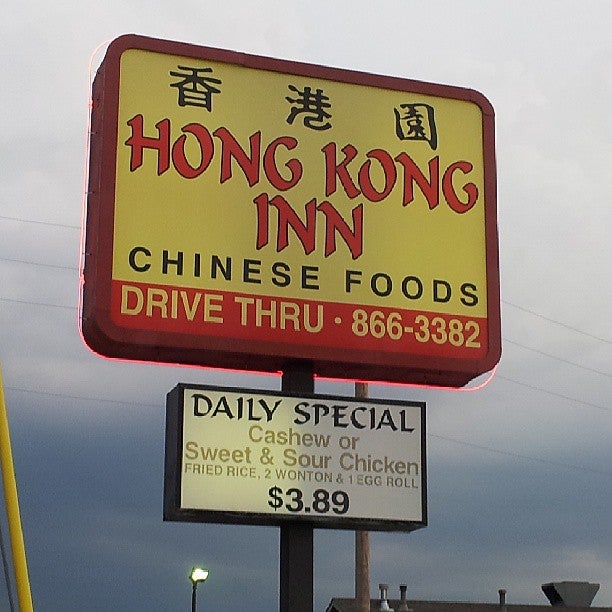 香港園
HONG KONG
INN
CHINESE FOODS
DRIVE THRU · 866-3382
DAILY SPECIAL
Cashew or
Sweet & Sour Chicken
FRIED RICE, 2 WONTON & 1 EGG ROLL
$3.89